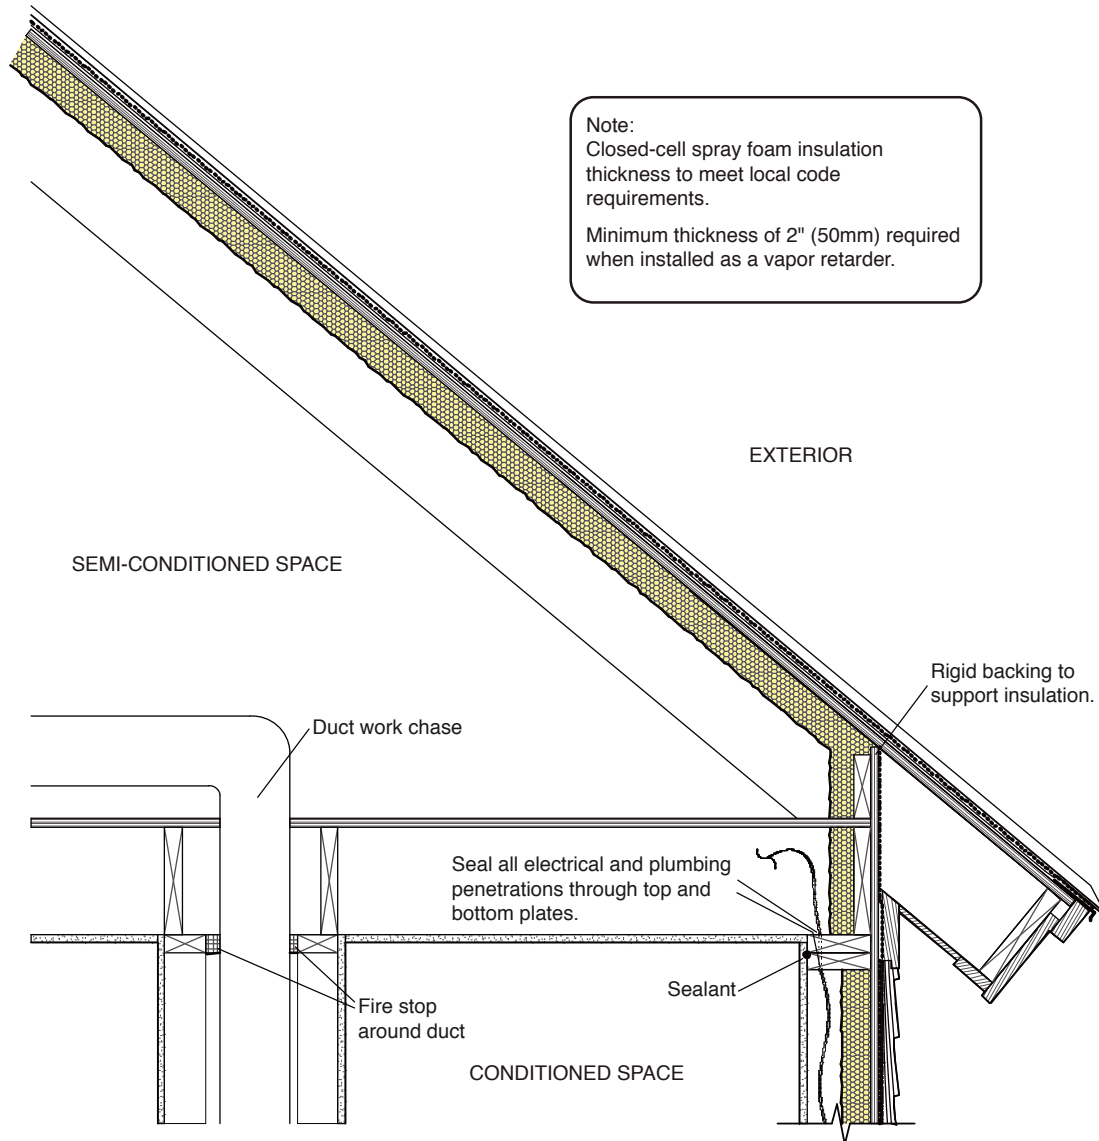 Note:
Closed-cell spray foam insulation
thickness to meet local code
requirements.
Minimum thickness of 2" (50mm) required
when installed as a vapor retarder.
EXTERIOR
SEMI-CONDITIONED SPACE
Rigid backing to
support insulation.
Duct work chase
Seal all electrical and plumbing
penetrations through top and
bottom plates.
Sealant
Fire stop
around duct
CONDITIONED SPACE